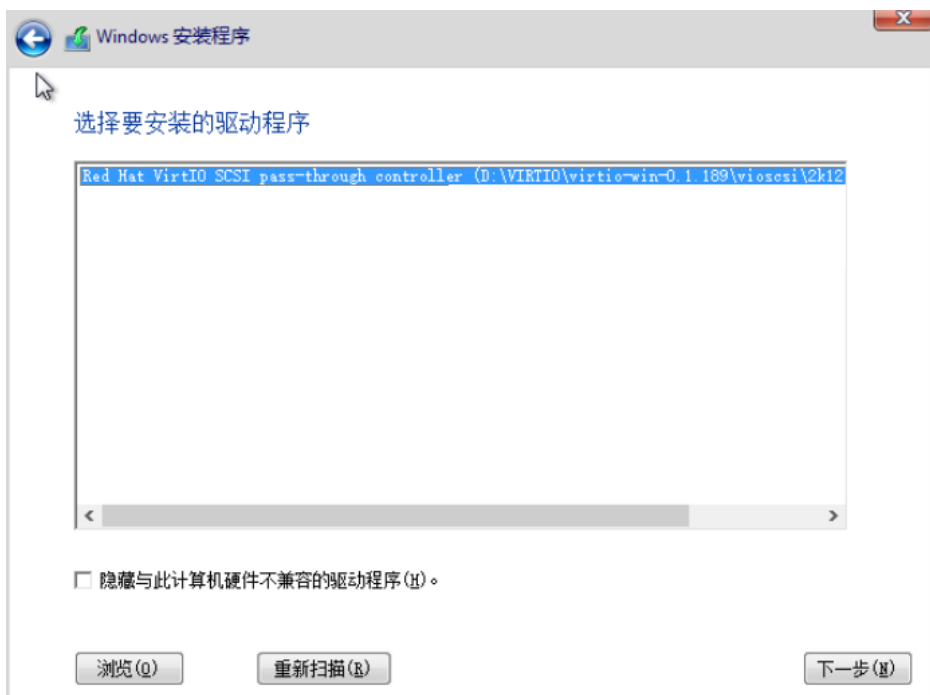 Windows 安装程序
选择要安装的驱动程序
Red Hat VirtIO SCSI pass-through controller (D:\VIRTIO\virtio-win-0.1.189\vioscsi\2k12
隐藏与此计算机硬件不兼容的驱动程序(H)。
浏览(O) 重新扫描(R) 下一步(N)